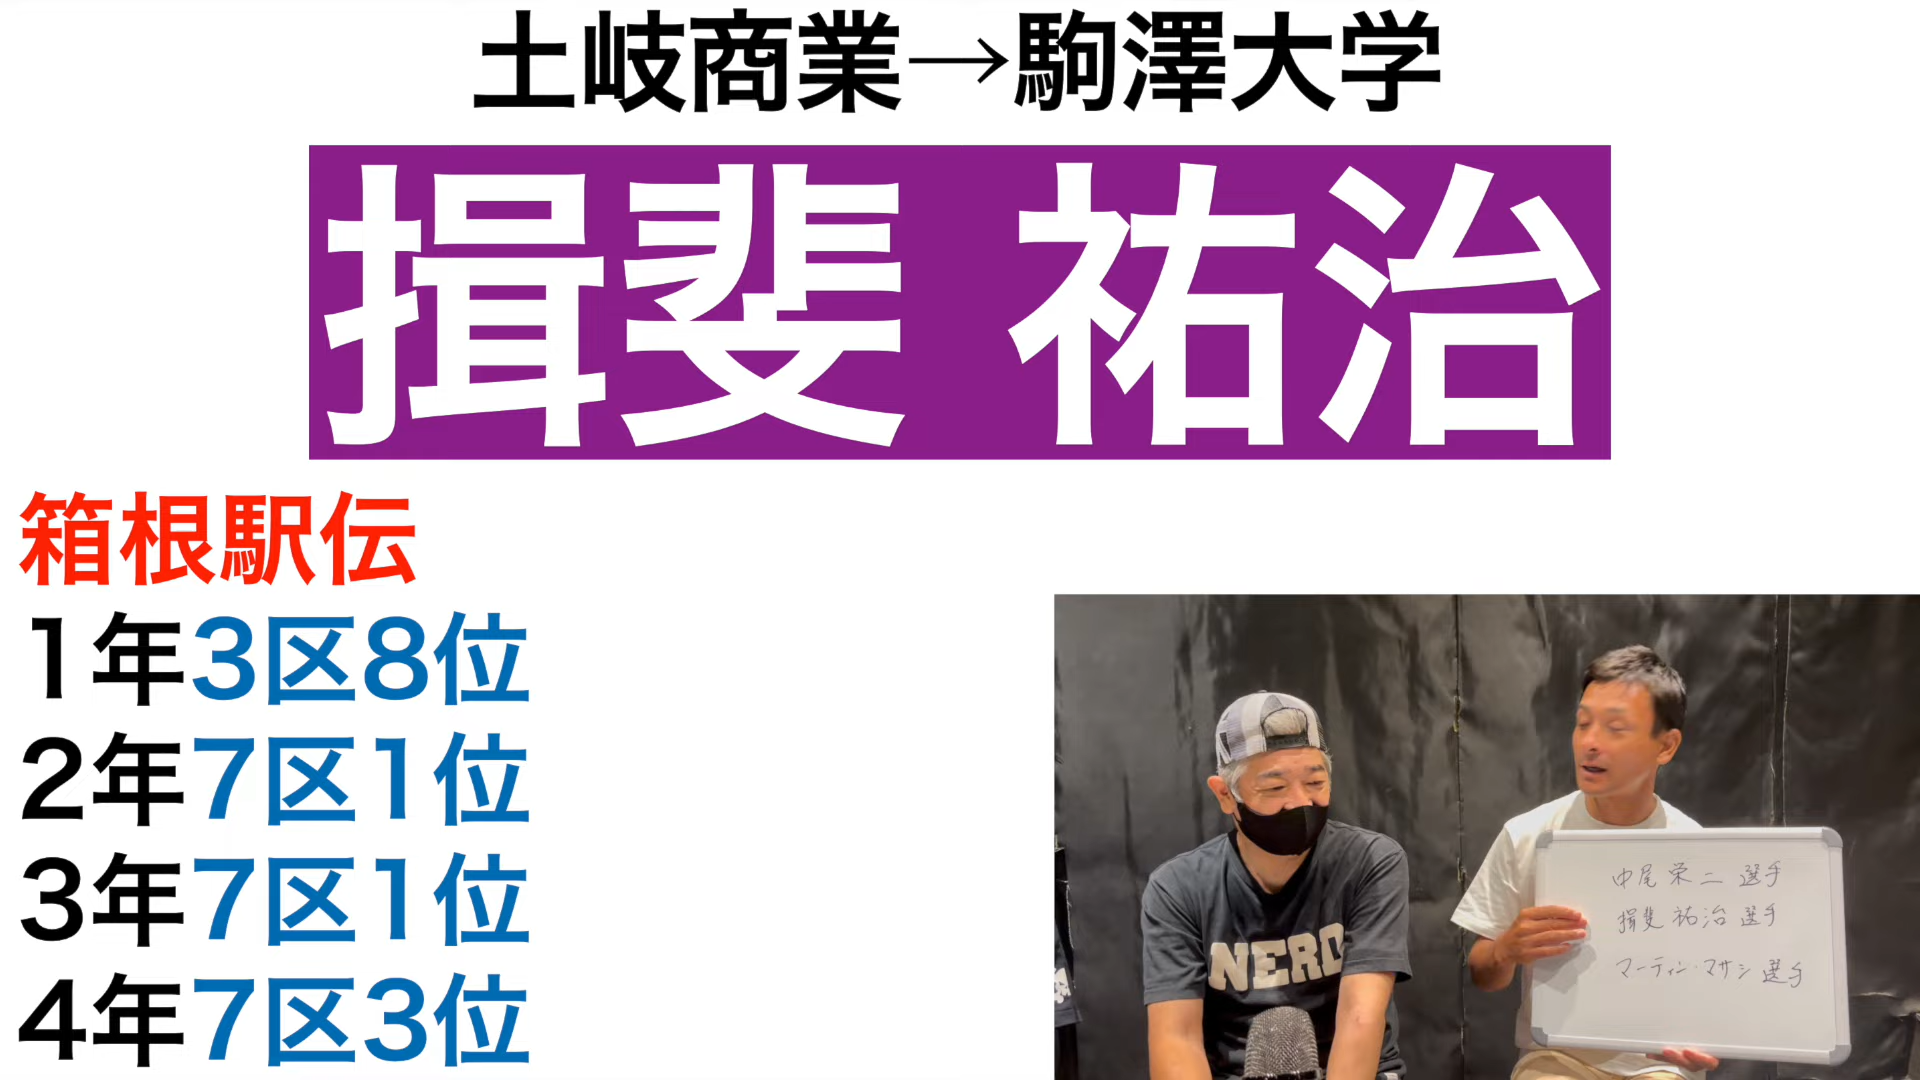 土岐商業→駒澤大学
揖斐 祐治
箱根駅伝
1年3区8位
2年7区1位
3年7区1位
4年7区3位
NERD
中尾 栄二 選手
揖斐 祐治 選手
マーティン・マサシ 選手